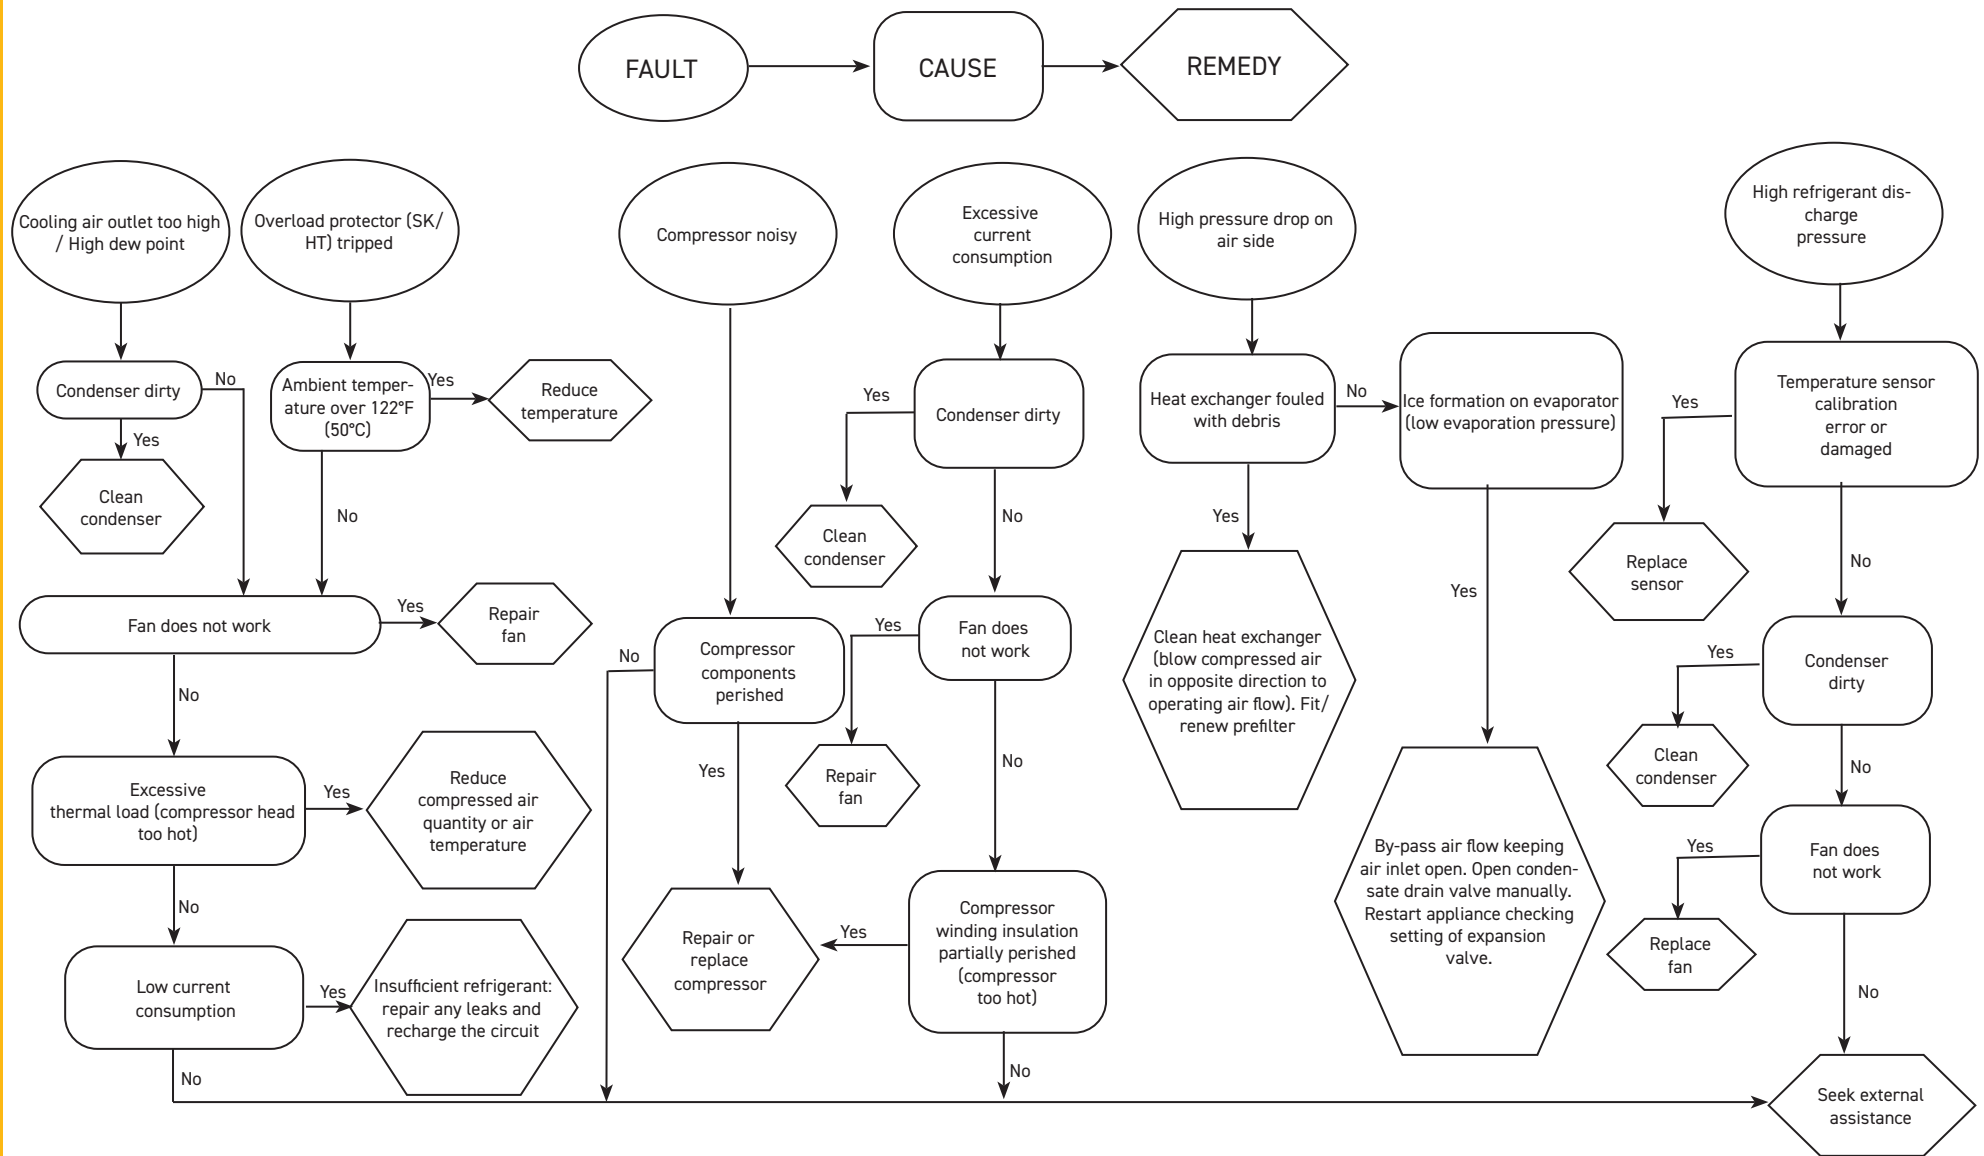 FAULT
CAUSE
REMEDY
Cooling air outlet too high
/ High dew point
Overload protector (SK/
HT) tripped
Compressor noisy
Excessive
current
consumption
High pressure drop on
air side
High refrigerant dis-
charge
pressure
Condenser dirty
No
Yes
Clean
condenser
Ambient temper-
ature over 122°F
(50°C)
Yes
Reduce
temperature
No
Fan does not work
Yes
Repair
fan
No
Excessive
thermal load (compressor head
too hot)
Yes
Reduce
compressed air
quantity or air
temperature
No
Low current
consumption
Yes
Insufficient refrigerant:
repair any leaks and
recharge the circuit
No
Compressor
components
perished
No
Yes
Repair or
replace
compressor
Condenser dirty
Yes
Clean
condenser
No
Fan does
not work
Yes
Repair
fan
No
Compressor
winding insulation
partially perished
(compressor
too hot)
Yes
No
Heat exchanger fouled
with debris
No
Yes
Clean heat exchanger
(blow compressed air
in opposite direction to
operating air flow). Fit/
renew prefilter
Ice formation on evaporator
(low evaporation pressure)
Yes
By-pass air flow keeping
air inlet open. Open conden-
sate drain valve manually.
Restart appliance checking
setting of expansion
valve.
Temperature sensor
calibration
error or
damaged
Yes
Replace
sensor
No
Condenser
dirty
Yes
Clean
condenser
No
Fan does
not work
Yes
Replace
fan
No
Seek external
assistance